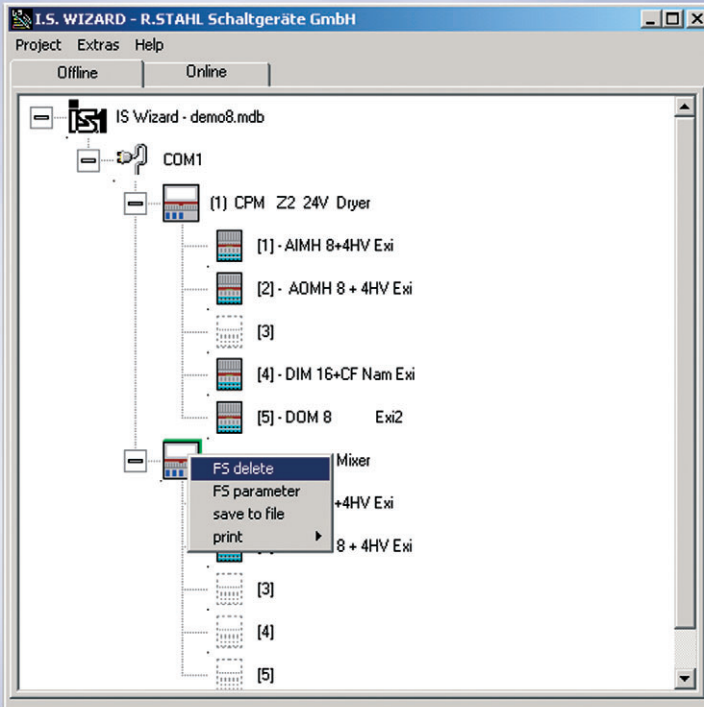 I.S. WIZARD - R.STAHL Schaltgeräte GmbH
Project Extras Help
Offline Online
IS1 IS Wizard - demo8.mdb
COM1
(1) CPM Z2 24V Dryer
[1] - AIMH 8+4HV Exi
[2] - AOMH 8 + 4HV Exi
[3]
[4] - DIM 16+CF Nam Exi
[5] - DOM 8 Exi2
Mixer
FS delete
FS parameter
+4HV Exi
save to file
print
8 + 4HV Exi
[3]
[4]
[5]